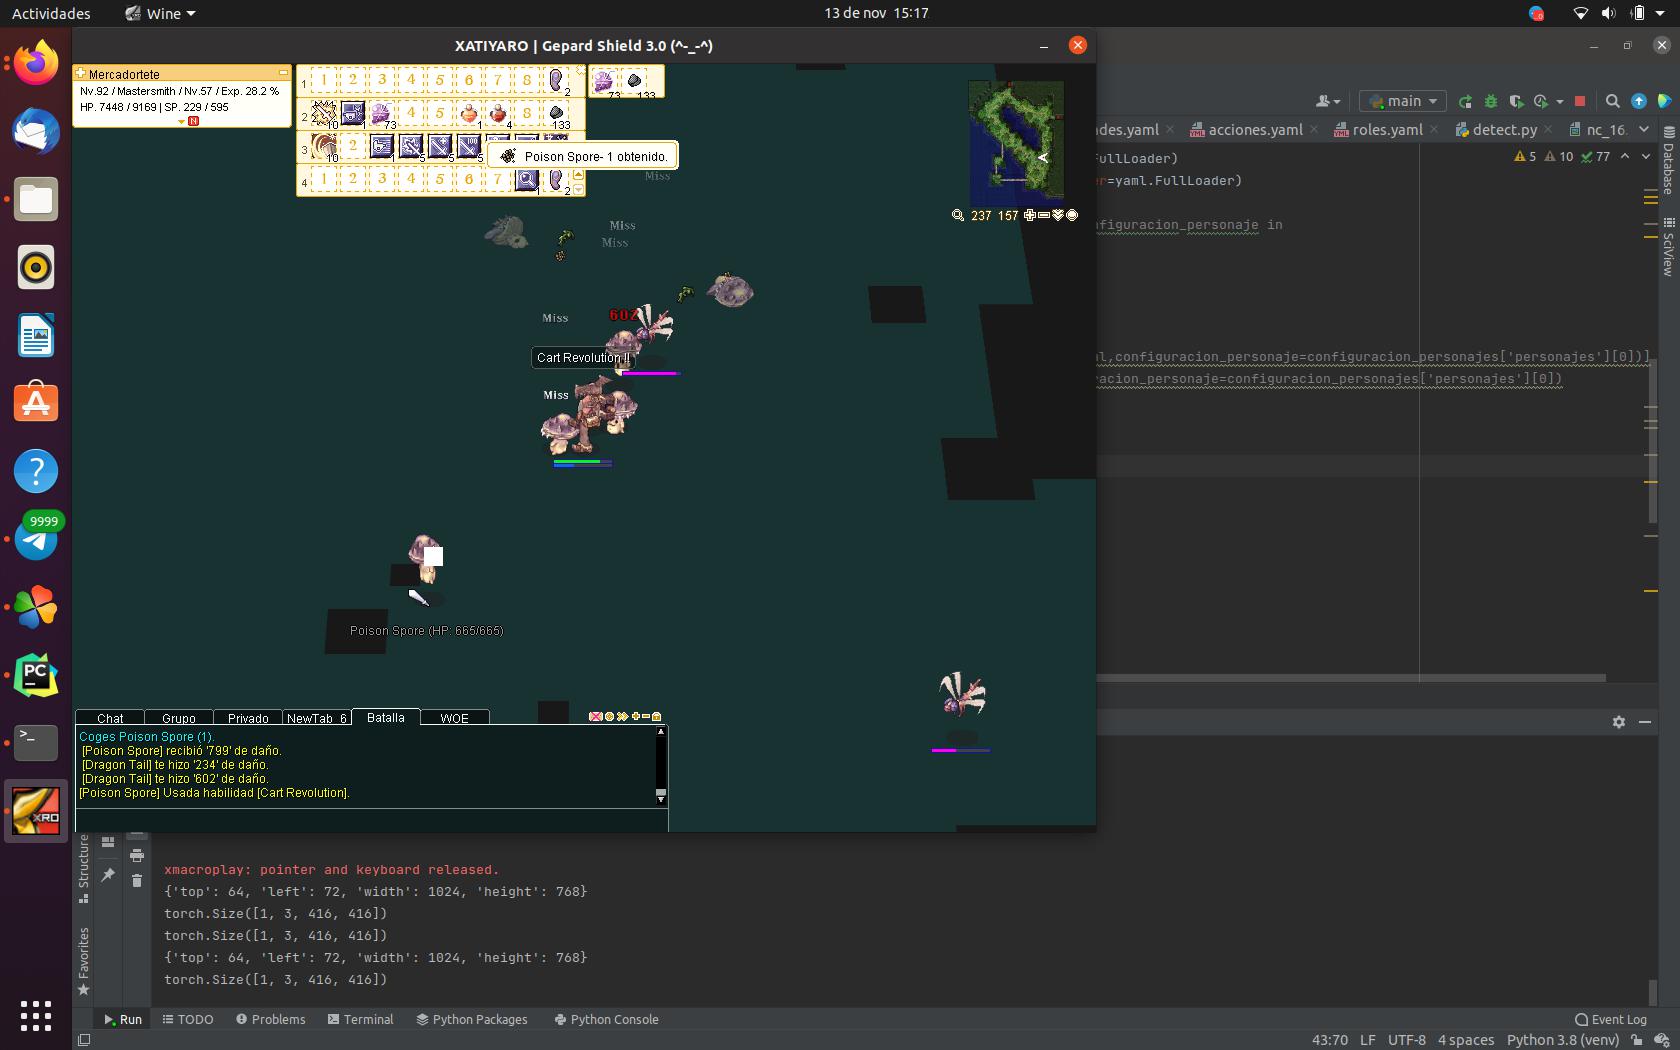 Actividades
Wine
13 de nov 15:17
XATIYARO | Gepard Shield 3.0 (^-_-^)
Mercadortete
Nv.92 / Mastersmith / Nv.57 / Exp. 28.2 %
HP. 7448 / 9169 | SP. 229 / 595
N
1 1 2 3 4 5 6 7 8 2
73 133
2 10 1 73 4 5 1 4 8 133
3 10 2 1 5 5 5
4 1 2 3 4 5 6 7 1 2
Poison Spore- 1 obtenido.
Miss
Miss
Miss
237 157
Miss
602
Cart Revolution !!
Miss
Poison Spore (HP: 665/665)
Chat
Grupo
Privado
NewTab_6
Batalla
WOE
Coges Poison Spore (1).
[Poison Spore] recibió '799' de daño.
[Dragon Tail] te hizo '234' de daño.
[Dragon Tail] te hizo '602' de daño.
[Poison Spore] Usada habilidad [Cart Revolution].
main
des.yaml
acciones.yaml
roles.yaml
detect.py
nc_16.
5 10 77
FullLoader)
r=yaml.FullLoader)
figuracion_personaje in
l,configuracion_personaje=configuracion_personajes['personajes'][0])]
racion_personaje=configuracion_personajes['personajes'][0])
Database
SciView
9999
PC
>_
XRO
Structure
Favorites
xmacroplay: pointer and keyboard released.
{'top': 64, 'left': 72, 'width': 1024, 'height': 768}
torch.Size([1, 3, 416, 416])
torch.Size([1, 3, 416, 416])
{'top': 64, 'left': 72, 'width': 1024, 'height': 768}
torch.Size([1, 3, 416, 416])
Run
TODO
Problems
Terminal
Python Packages
Python Console
Event Log
43:70 LF UTF-8 4 spaces Python 3.8 (venv)